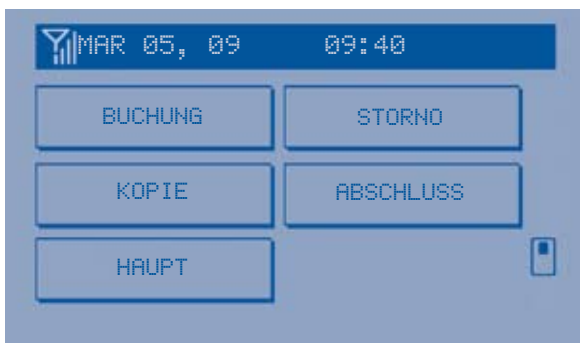 MAR 05, 09 09:40
BUCHUNG STORNO
KOPIE ABSCHLUSS
HAUPT